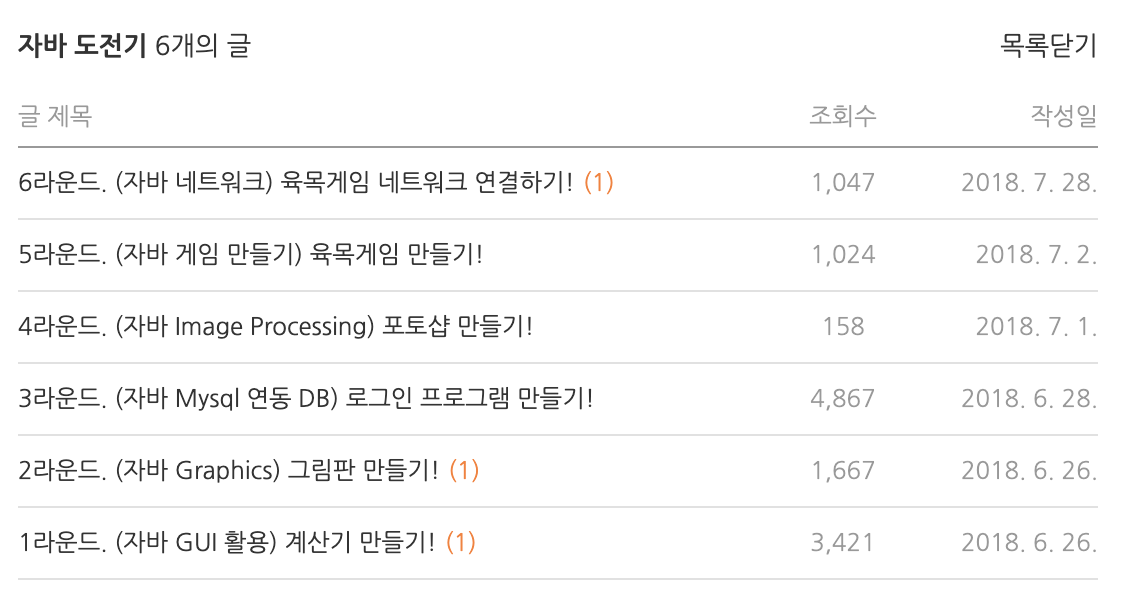 자바 도전기 6개의 글 목록닫기
글 제목 조회수 작성일
6라운드. (자바 네트워크) 육목게임 네트워크 연결하기! (1) 1,047 2018. 7. 28.
5라운드. (자바 게임 만들기) 육목게임 만들기! 1,024 2018. 7. 2.
4라운드. (자바 Image Processing) 포토샵 만들기! 158 2018. 7. 1.
3라운드. (자바 Mysql 연동 DB) 로그인 프로그램 만들기! 4,867 2018. 6. 28.
2라운드. (자바 Graphics) 그림판 만들기! (1) 1,667 2018. 6. 26.
1라운드. (자바 GUI 활용) 계산기 만들기! (1) 3,421 2018. 6. 26.